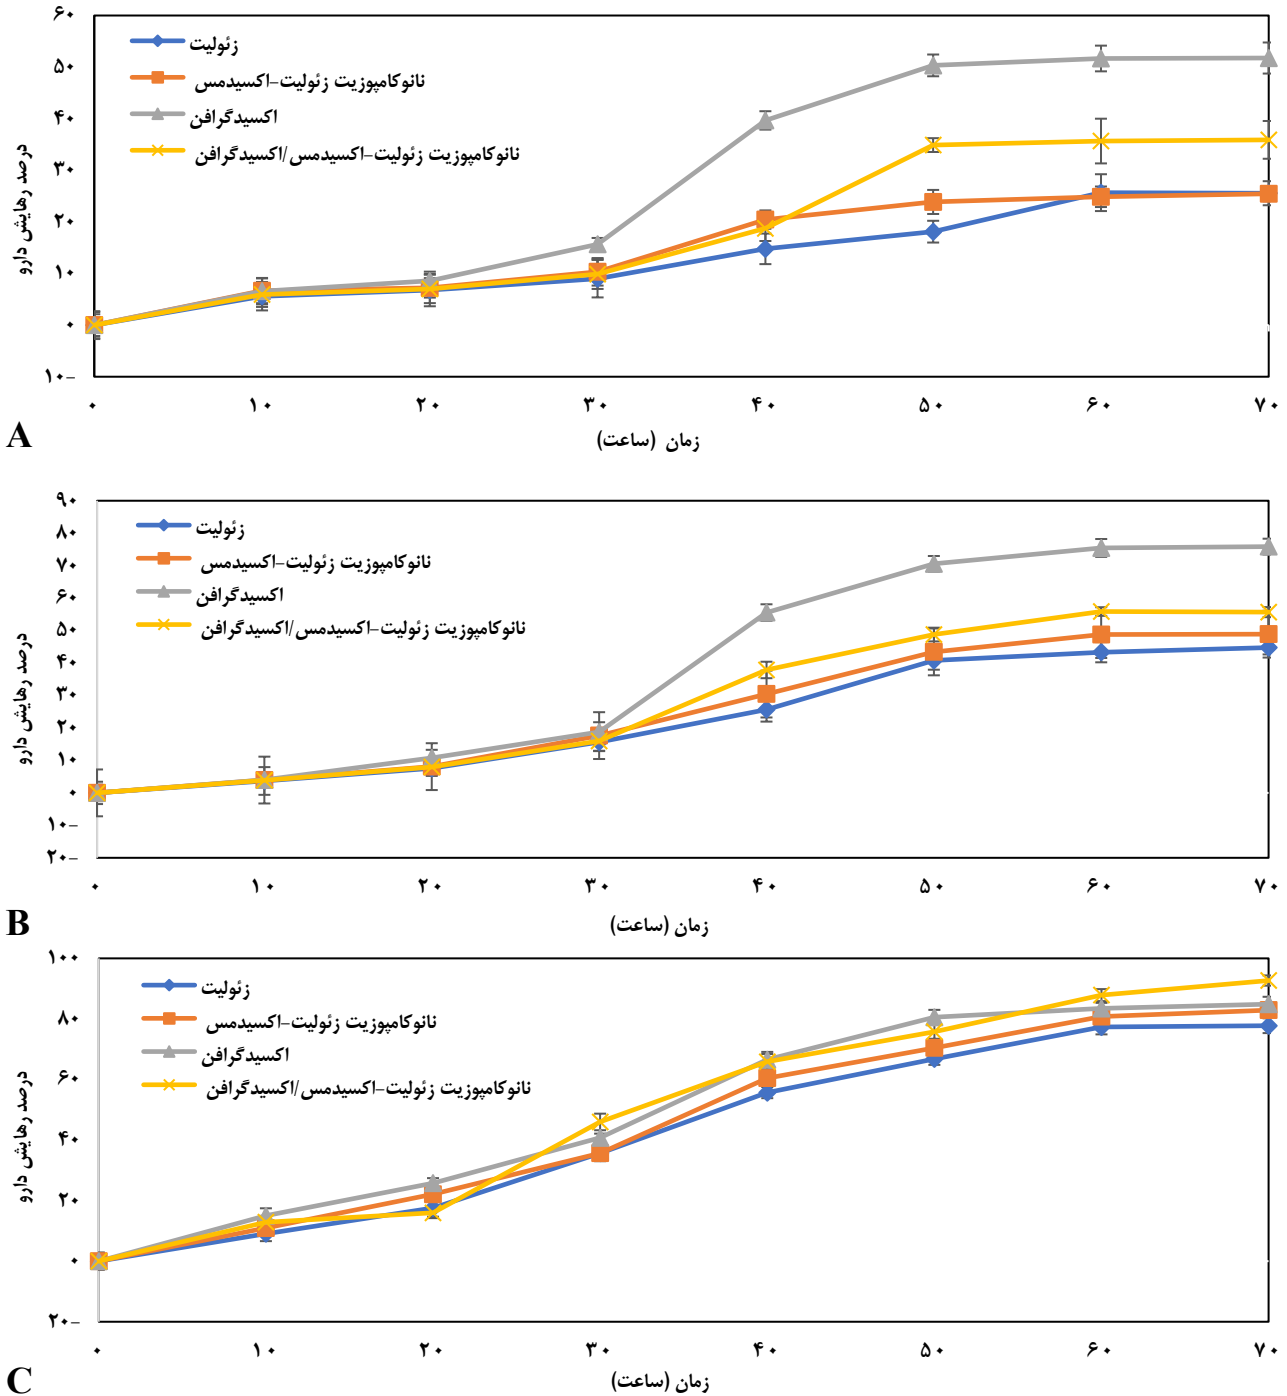 ۶۰
۵۰
۴۰
۳۰
۲۰
۱۰
۰
۱۰-
درصد رهایش دارو
زئولیت
نانوکامپوزیت زئولیت-اکسیدمس
اکسیدگرافن
نانوکامپوزیت زئولیت-اکسیدمس/اکسیدگرافن
۰ ۱۰ ۲۰ ۳۰ ۴۰ ۵۰ ۶۰ ۷۰
زمان (ساعت)
A
۹۰
۸۰
۷۰
۶۰
۵۰
۴۰
۳۰
۲۰
۱۰
۰
۱۰-
۲۰-
درصد رهایش دارو
زئولیت
نانوکامپوزیت زئولیت-اکسیدمس
اکسیدگرافن
نانوکامپوزیت زئولیت-اکسیدمس/اکسیدگرافن
۰ ۱۰ ۲۰ ۳۰ ۴۰ ۵۰ ۶۰ ۷۰
زمان (ساعت)
B
۱۰۰
۸۰
۶۰
۴۰
۲۰
۰
۲۰-
درصد رهایش دارو
زئولیت
نانوکامپوزیت زئولیت-اکسیدمس
اکسیدگرافن
نانوکامپوزیت زئولیت-اکسیدمس/اکسیدگرافن
۰ ۱۰ ۲۰ ۳۰ ۴۰ ۵۰ ۶۰ ۷۰
زمان (ساعت)
C